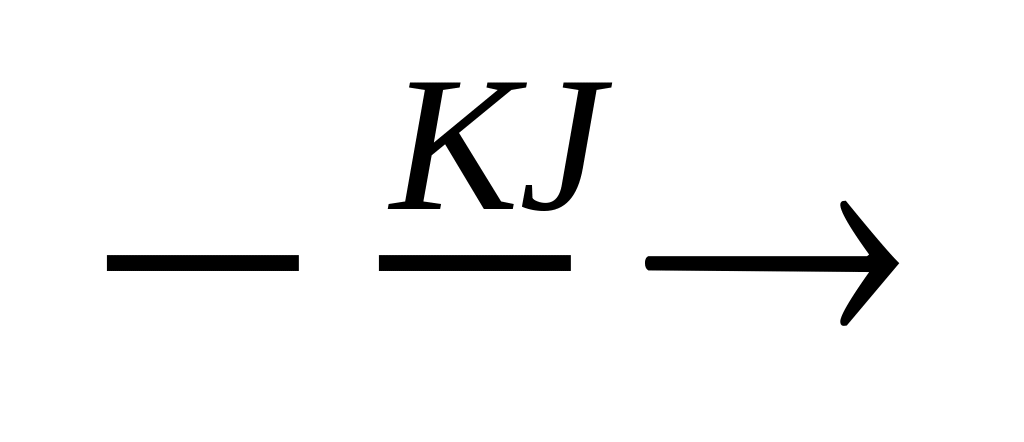 KJ
— — →